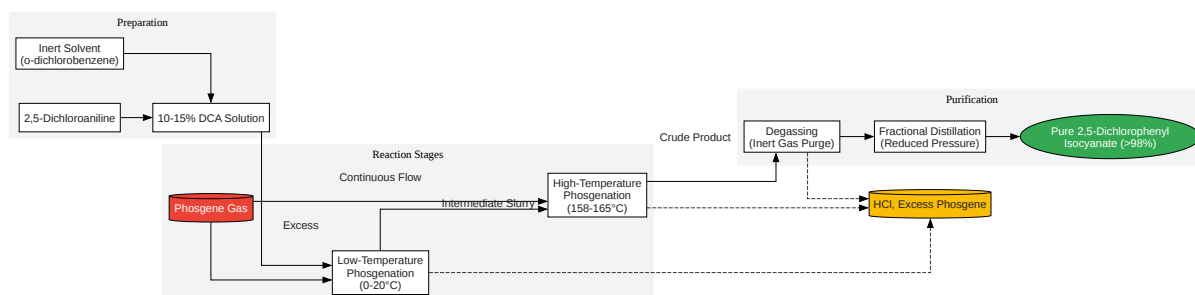 Preparation
Inert Solvent
(o-dichlorobenzene)
2,5-Dichloroaniline
10-15% DCA Solution
Reaction Stages
Continuous Flow
Phosgene Gas
Excess
Intermediate Slurry
High-Temperature
Phosgenation
(158-165°C)
Low-Temperature
Phosgenation
(0-20°C)
Crude Product
Purification
Degassing
(Inert Gas Purge)
Fractional Distillation
(Reduced Pressure)
Pure 2,5-Dichlorophenyl
Isocyanate (>98%)
HCl, Excess Phosgene